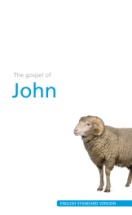 The gospel of
John
ENGLISH STANDARD VERSION